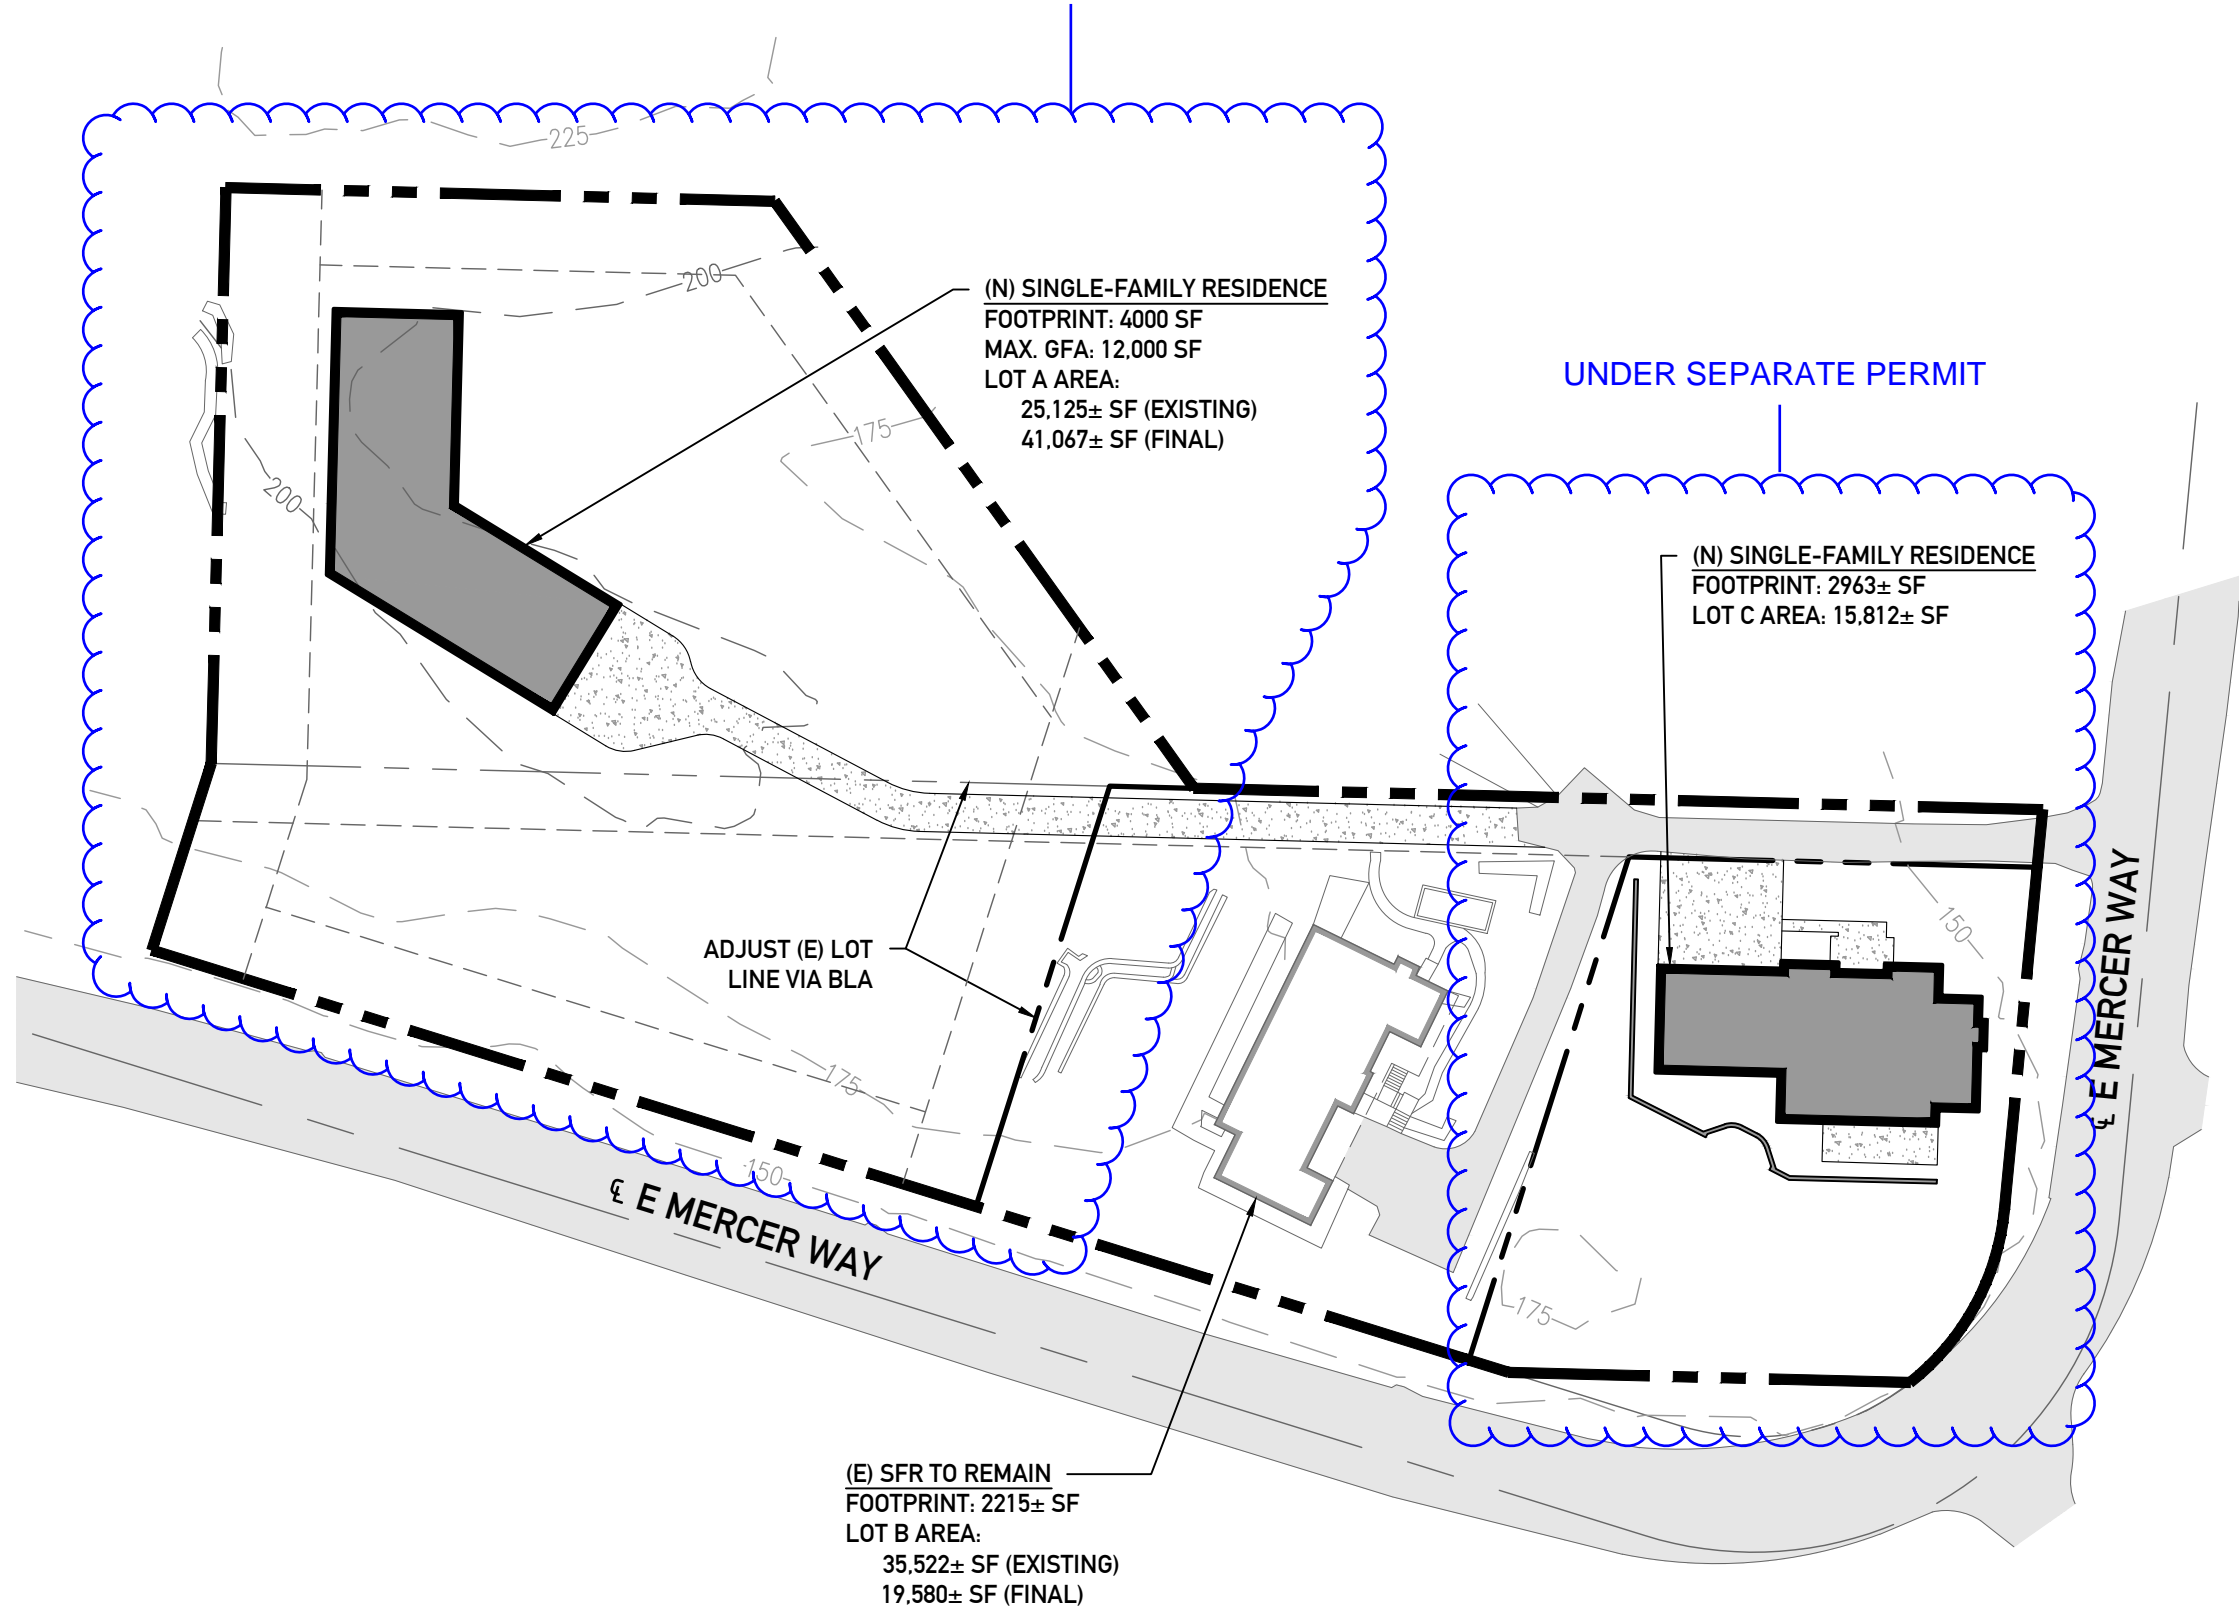 225
200
(N) SINGLE-FAMILY RESIDENCE
FOOTPRINT: 4000 SF
MAX. GFA: 12,000 SF
LOT A AREA:
25,125± SF (EXISTING)
41,067± SF (FINAL)
175
200
UNDER SEPARATE PERMIT
(N) SINGLE-FAMILY RESIDENCE
FOOTPRINT: 2963± SF
LOT C AREA: 15,812± SF
ADJUST (E) LOT
LINE VIA BLA
150
℄ E MERCER WAY
175
150
℄ E MERCER WAY
175
(E) SFR TO REMAIN
FOOTPRINT: 2215± SF
LOT B AREA:
35,522± SF (EXISTING)
19,580± SF (FINAL)